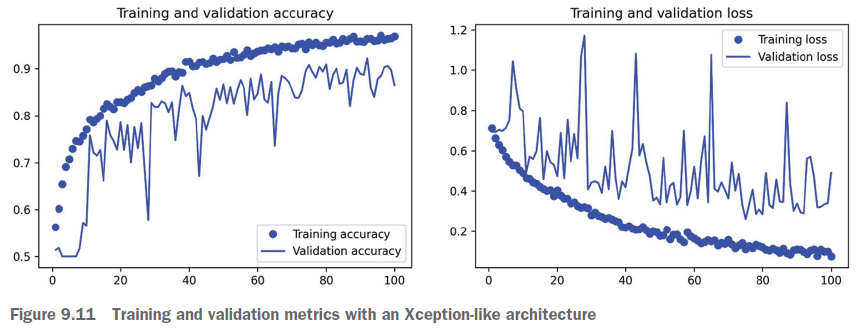 Training and validation accuracy
0.9
0.8
0.7
0.6
0.5
0 20 40 60 80 100
Training accuracy
Validation accuracy
Training and validation loss
1.2
1.0
0.8
0.6
0.4
0.2
0 20 40 60 80 100
Training loss
Validation loss
Figure 9.11 Training and validation metrics with an Xception-like architecture